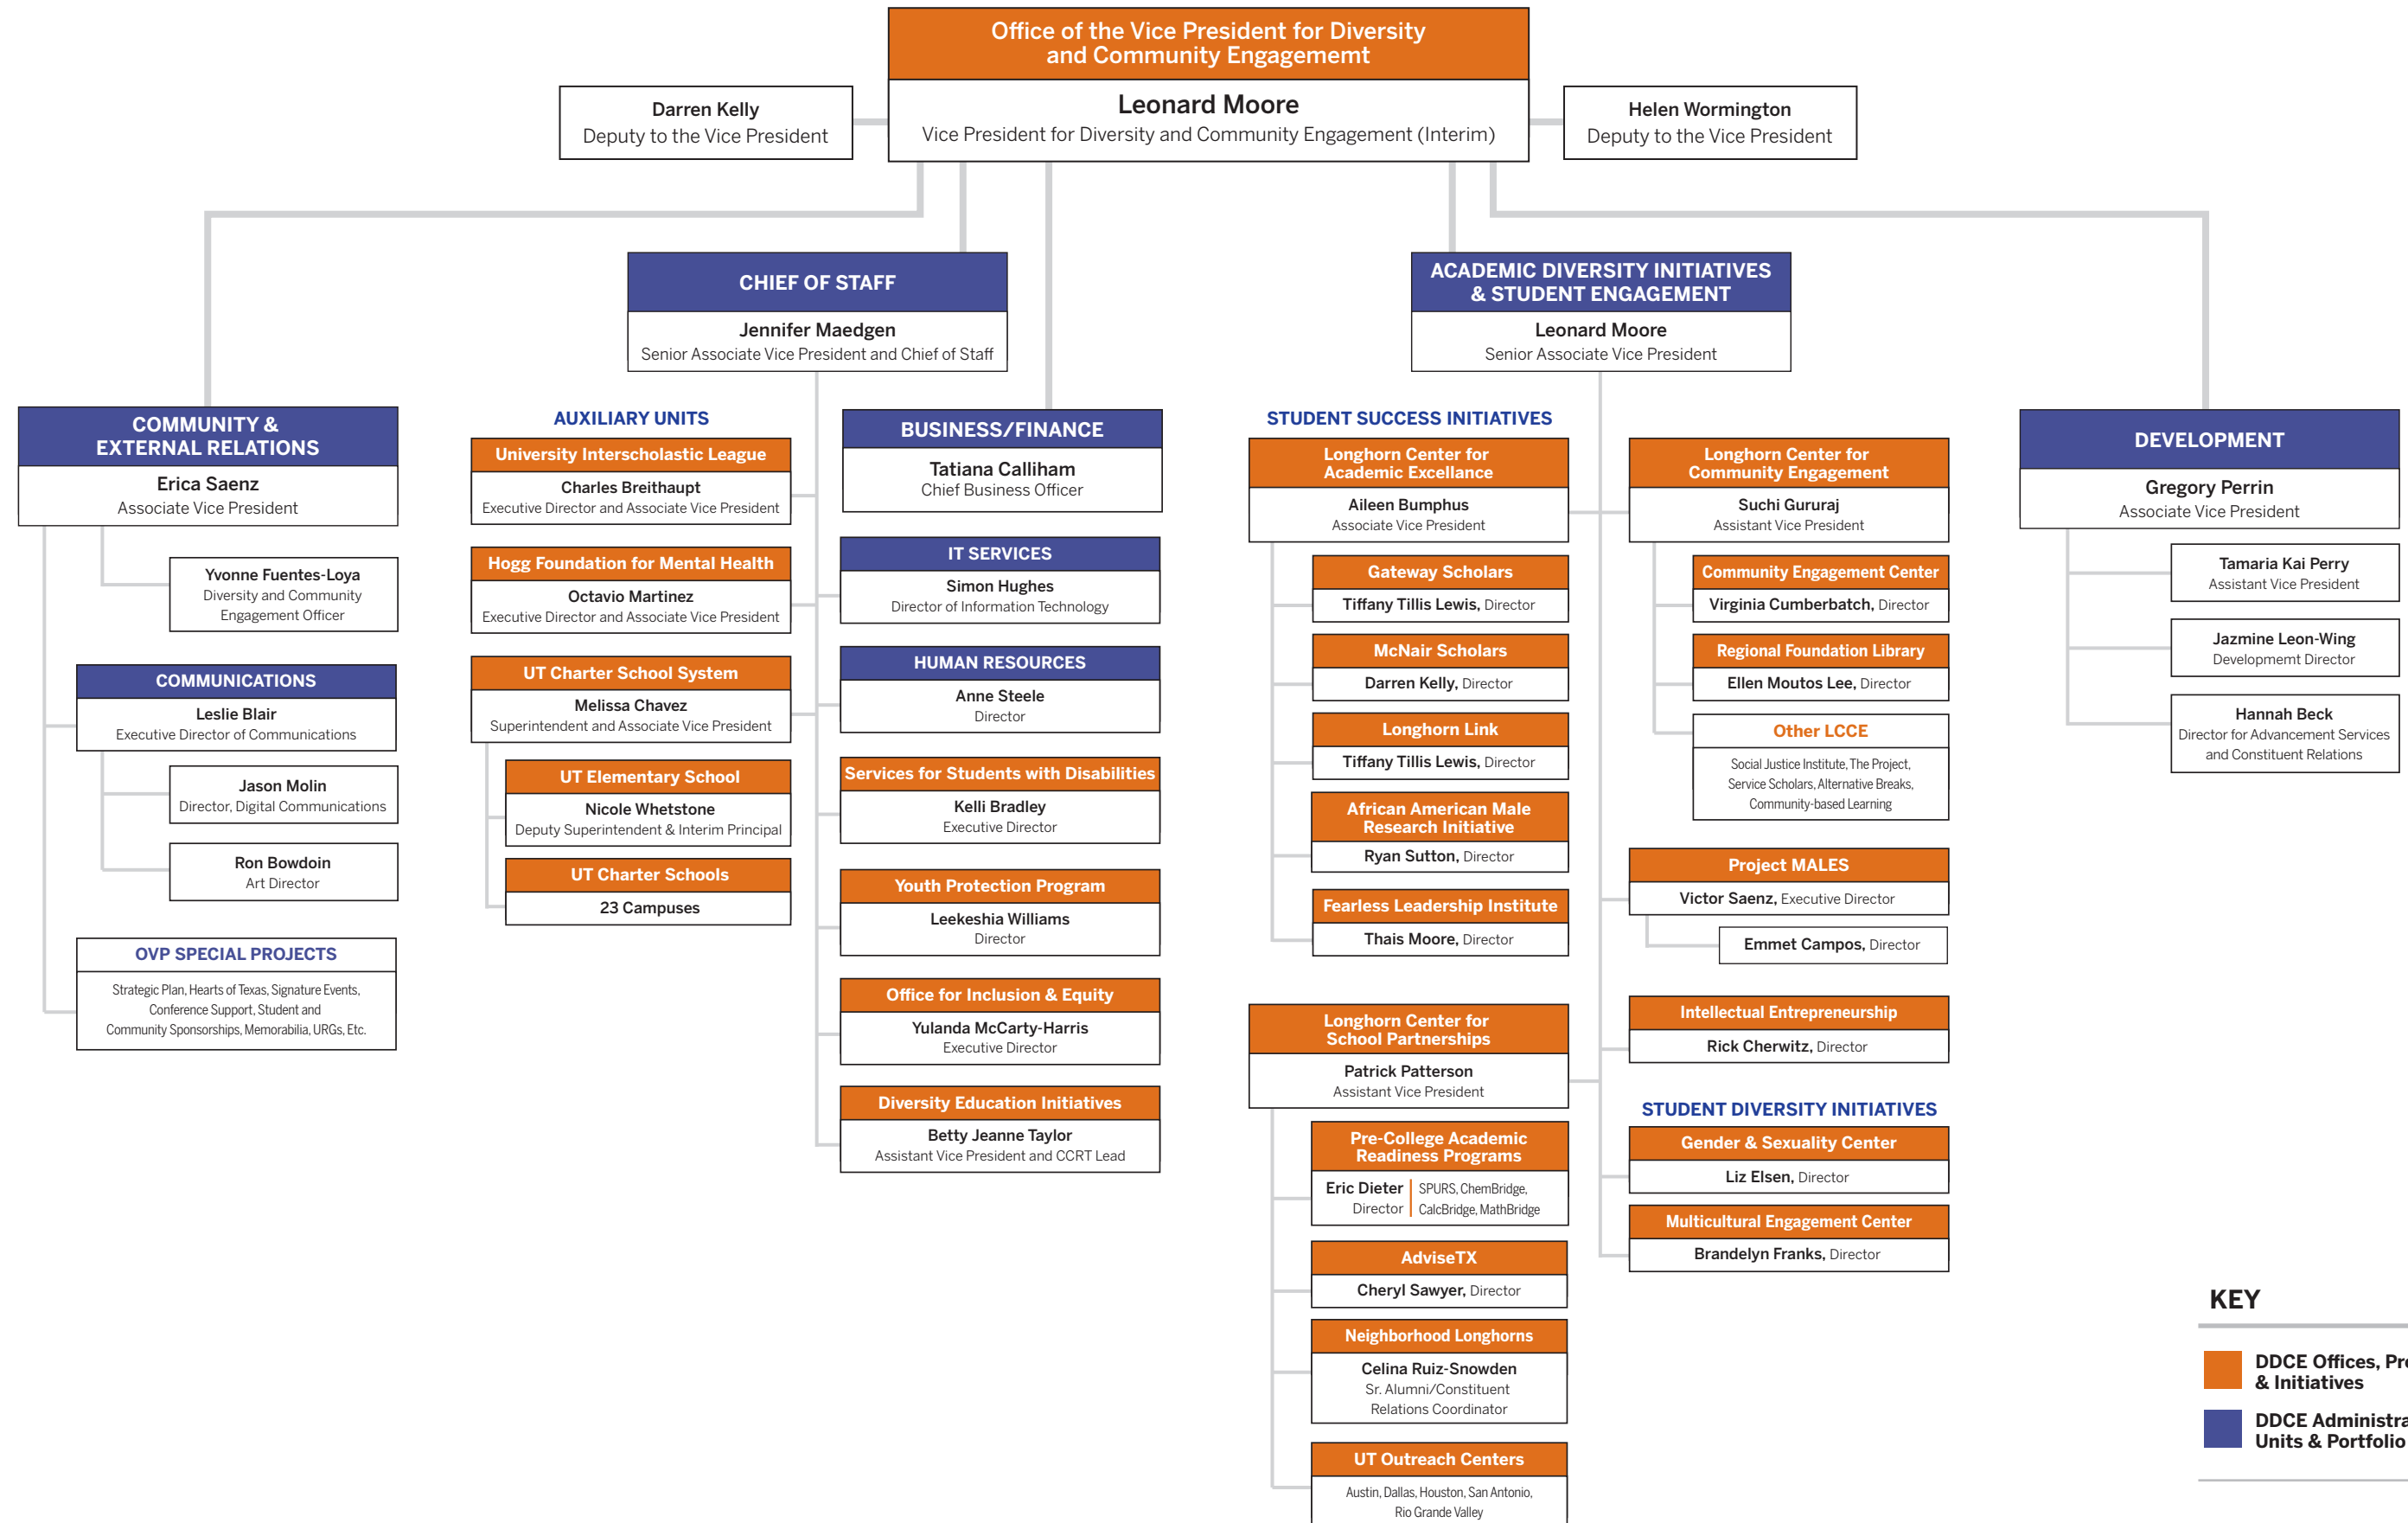 Office of the Vice President for Diversity
and Community Engagememt
Leonard Moore
Vice President for Diversity and Community Engagement (Interim)
Darren Kelly
Deputy to the Vice President
Helen Wormington
Deputy to the Vice President
CHIEF OF STAFF
Jennifer Maedgen
Senior Associate Vice President and Chief of Staff
ACADEMIC DIVERSITY INITIATIVES
& STUDENT ENGAGEMENT
Leonard Moore
Senior Associate Vice President
COMMUNITY &
EXTERNAL RELATIONS
Erica Saenz
Associate Vice President
Yvonne Fuentes-Loya
Diversity and Community
Engagement Officer
COMMUNICATIONS
Leslie Blair
Executive Director of Communications
Jason Molin
Director, Digital Communications
Ron Bowdoin
Art Director
OVP SPECIAL PROJECTS
Strategic Plan, Hearts of Texas, Signature Events,
Conference Support, Student and
Community Sponsorships, Memorabilia, URGs, Etc.
AUXILIARY UNITS
University Interscholastic League
Charles Breithaupt
Executive Director and Associate Vice President
Hogg Foundation for Mental Health
Octavio Martinez
Executive Director and Associate Vice President
UT Charter School System
Melissa Chavez
Superintendent and Associate Vice President
UT Elementary School
Nicole Whetstone
Deputy Superintendent & Interim Principal
UT Charter Schools
23 Campuses
BUSINESS/FINANCE
Tatiana Calliham
Chief Business Officer
IT SERVICES
Simon Hughes
Director of Information Technology
HUMAN RESOURCES
Anne Steele
Director
Services for Students with Disabilities
Kelli Bradley
Executive Director
Youth Protection Program
Leekeshia Williams
Director
Office for Inclusion & Equity
Yulanda McCarty-Harris
Executive Director
Diversity Education Initiatives
Betty Jeanne Taylor
Assistant Vice President and CCRT Lead
STUDENT SUCCESS INITIATIVES
Longhorn Center for
Academic Excellence
Aileen Bumphus
Associate Vice President
Gateway Scholars
Tiffany Tillis Lewis, Director
McNair Scholars
Darren Kelly, Director
Longhorn Link
Tiffany Tillis Lewis, Director
African American Male
Research Initiative
Ryan Sutton, Director
Fearless Leadership Institute
Thais Moore, Director
Longhorn Center for
School Partnerships
Patrick Patterson
Assistant Vice President
Pre-College Academic
Readiness Programs
Eric Dieter
Director
SPURS, ChemBridge,
CalcBridge, MathBridge
AdviseTX
Cheryl Sawyer, Director
Neighborhood Longhorns
Celina Ruiz-Snowden
Sr. Alumni/Constituent
Relations Coordinator
UT Outreach Centers
Austin, Dallas, Houston, San Antonio,
Rio Grande Valley
Longhorn Center for
Community Engagement
Suchi Gururaj
Assistant Vice President
Community Engagement Center
Virginia Cumberbatch, Director
Regional Foundation Library
Ellen Moutos Lee, Director
Other LCCE
Social Justice Institute, The Project,
Service Scholars, Alternative Breaks,
Community-based Learning
Project MALES
Victor Saenz, Executive Director
Emmet Campos, Director
Intellectual Entrepreneurship
Rick Cherwitz, Director
STUDENT DIVERSITY INITIATIVES
Gender & Sexuality Center
Liz Elsen, Director
Multicultural Engagement Center
Brandelyn Franks, Director
DEVELOPMENT
Gregory Perrin
Associate Vice President
Tamaria Kai Perry
Assistant Vice President
Jazmine Leon-Wing
Developmemt Director
Hannah Beck
Director for Advancement Services
and Constituent Relations
KEY
DDCE Offices,
& Initiatives
DDCE
Units & Portfolio